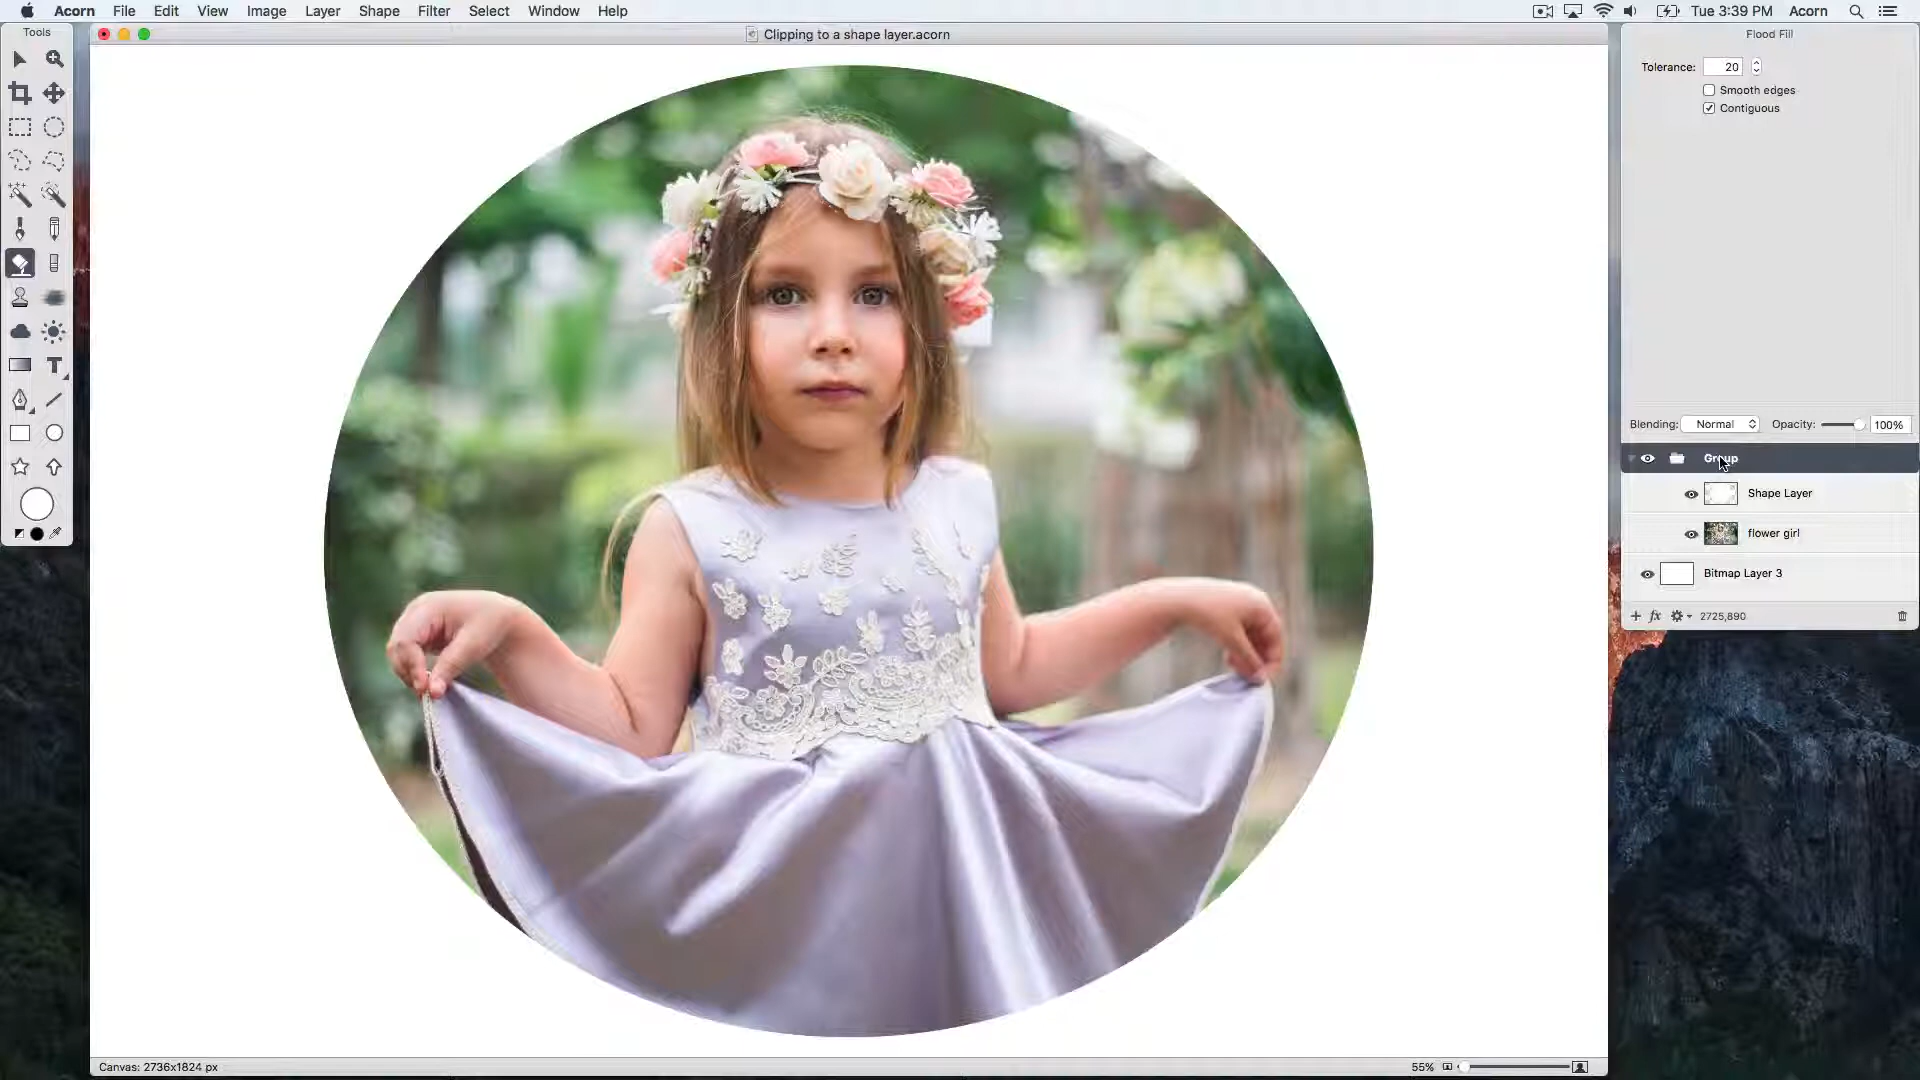 Acorn File Edit View Image Layer Shape Filter Select Window Help Tue 3:39 PM Acorn
Tools
Clipping to a shape layer.acorn
Flood Fill
Tolerance: 20
Smooth edges
Contiguous
Blending: Normal Opacity: 100%
Group
Shape Layer
flower girl
Bitmap Layer 3
fx 2725,890
Canvas: 2736x1824 px 55%